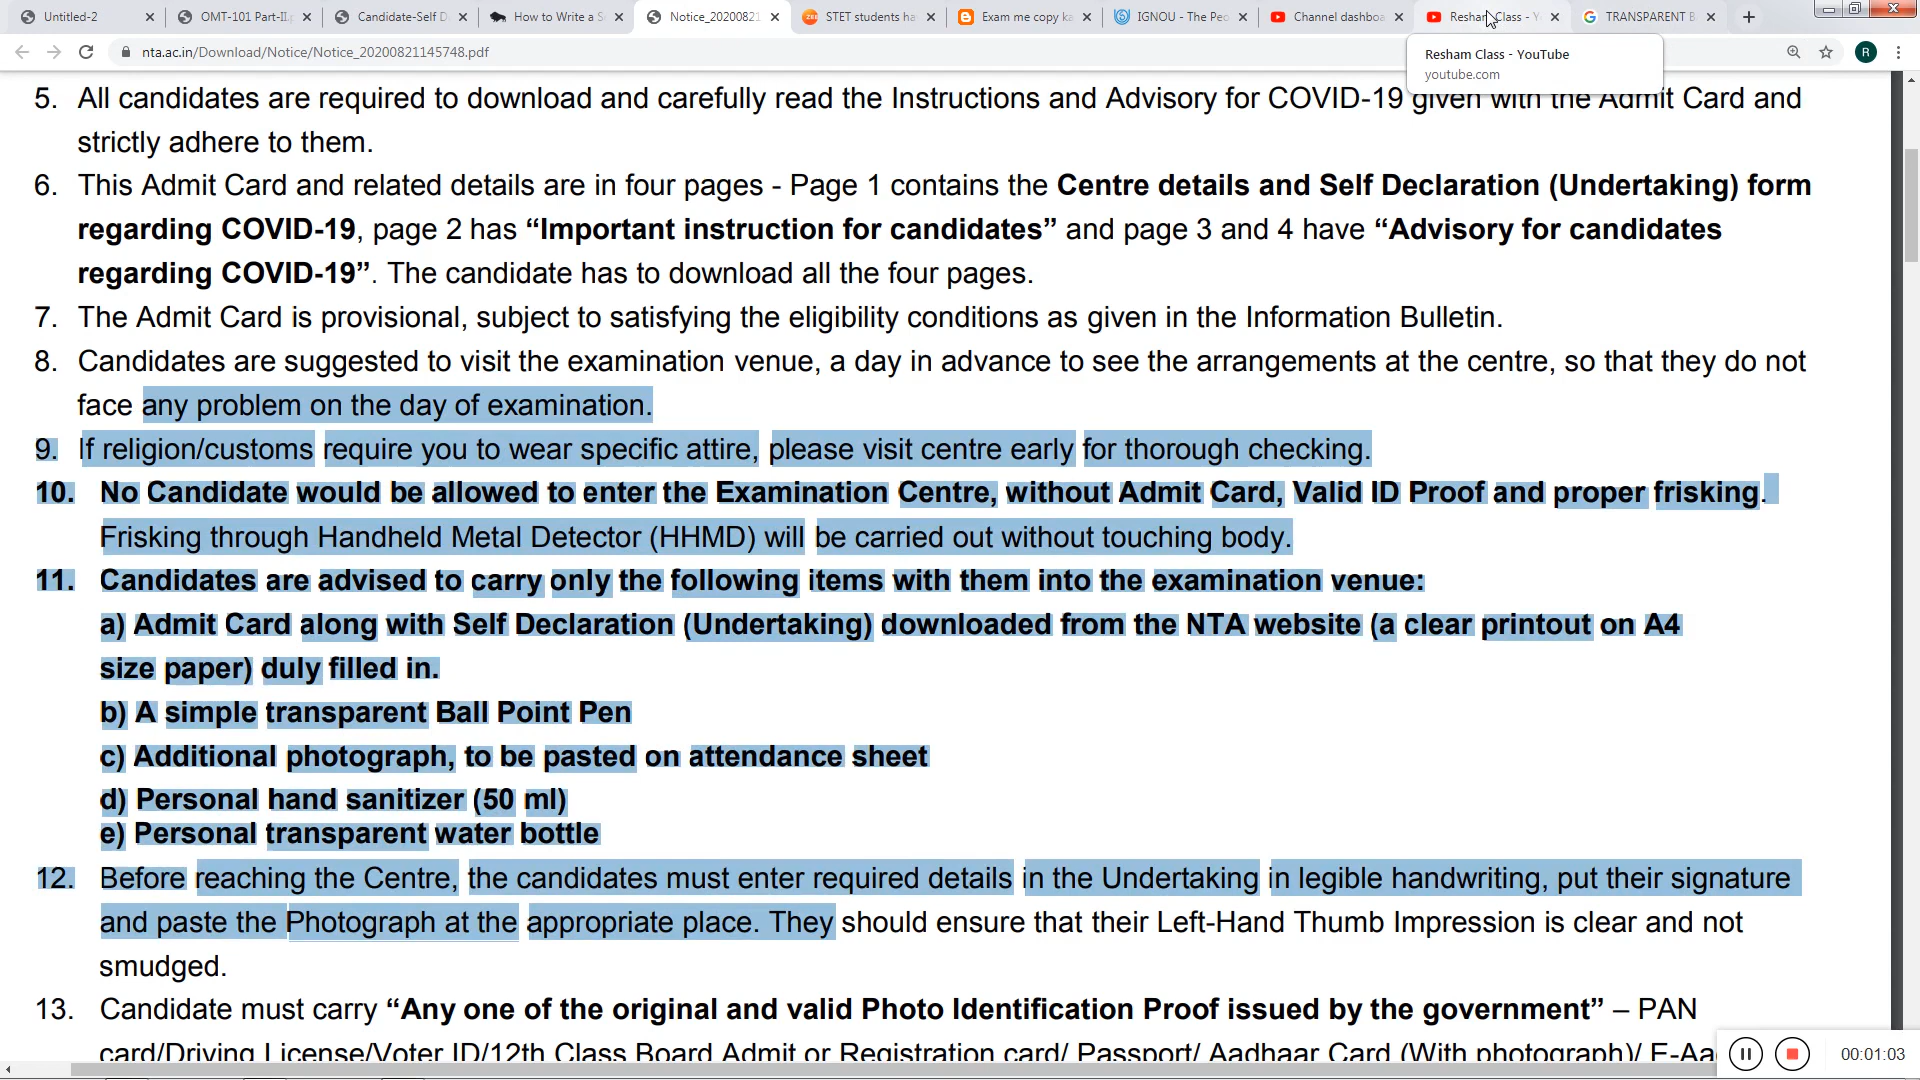 Untitled-2
OMT-101 Part-II.p
Candidate-Self D
How to Write a S
Notice_20200821
STET students ha
Exam me copy ka
IGNOU - The Peo
Channel dashboa
Resham Class - Y
TRANSPARENT B
nta.ac.in/Download/Notice/Notice_20200821145748.pdf
R
Resham Class - YouTube
youtube.com
5. All candidates are required to download and carefully read the Instructions and Advisory for COVID-19 given with the Admit Card and
strictly adhere to them.
6. This Admit Card and related details are in four pages - Page 1 contains the Centre details and Self Declaration (Undertaking) form
regarding COVID-19, page 2 has “Important instruction for candidates” and page 3 and 4 have “Advisory for candidates
regarding COVID-19”. The candidate has to download all the four pages.
7. The Admit Card is provisional, subject to satisfying the eligibility conditions as given in the Information Bulletin.
8. Candidates are suggested to visit the examination venue, a day in advance to see the arrangements at the centre, so that they do not
face any problem on the day of examination.
9. If religion/customs require you to wear specific attire, please visit centre early for thorough checking.
10. No Candidate would be allowed to enter the Examination Centre, without Admit Card, Valid ID Proof and proper frisking.
Frisking through Handheld Metal Detector (HHMD) will be carried out without touching body.
11. Candidates are advised to carry only the following items with them into the examination venue:
a) Admit Card along with Self Declaration (Undertaking) downloaded from the NTA website (a clear printout on A4
size paper) duly filled in.
b) A simple transparent Ball Point Pen
c) Additional photograph, to be pasted on attendance sheet
d) Personal hand sanitizer (50 ml)
e) Personal transparent water bottle
12. Before reaching the Centre, the candidates must enter required details in the Undertaking in legible handwriting, put their signature
and paste the Photograph at the appropriate place. They should ensure that their Left-Hand Thumb Impression is clear and not
smudged.
13. Candidate must carry “Any one of the original and valid Photo Identification Proof issued by the government” – PAN
card/Driving License/Voter ID/12th Class Board Admit or Registration card/ Passport/ Aadhaar Card (With photograph)/ E-Aa
00:01:03